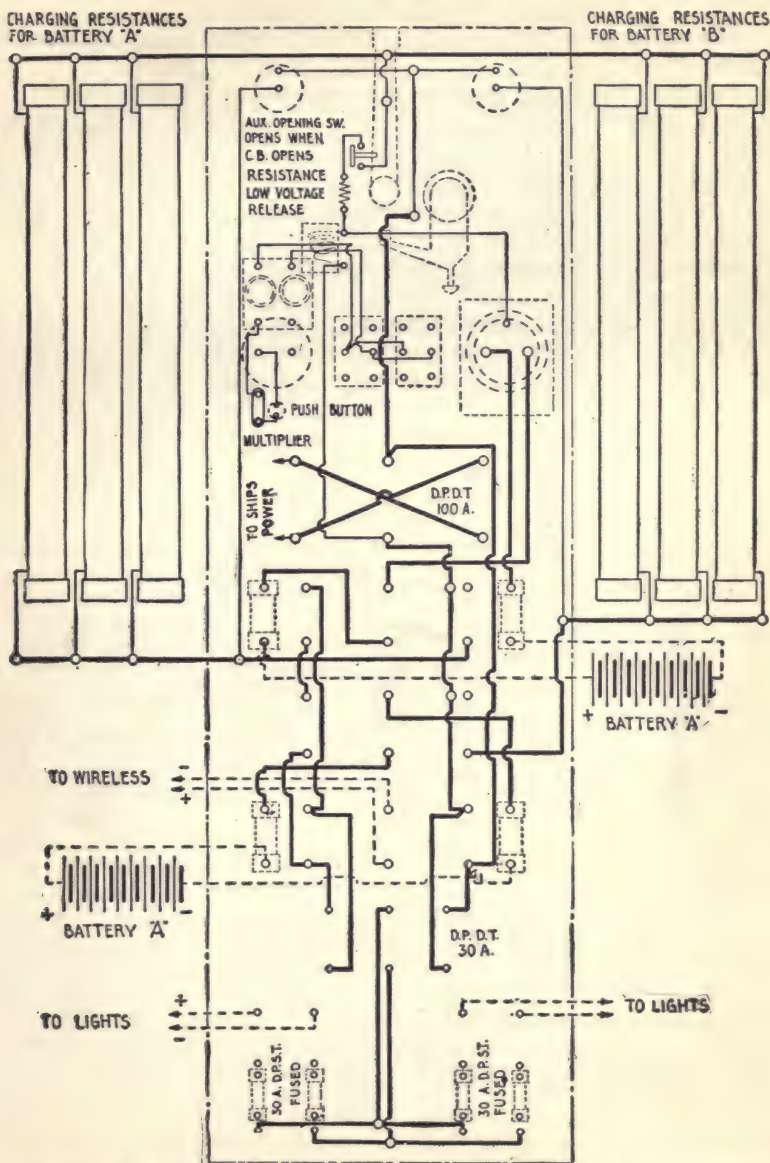 CHARGING RESISTANCES
FOR BATTERY "A"
CHARGING RESISTANCES
FOR BATTERY "B"
AUX. OPENING SW.
OPENS WHEN
C.B. OPENS
RESISTANCE
LOW VOLTAGE
RELEASE
PUSH BUTTON
MULTIPLIER
TO SHIPS
POWER
D.P.D.T
100 A.
+ -
BATTERY "A"
TO WIRELESS
-
+
+ -
BATTERY "A"
D.P.D.T.
30 A.
+
TO LIGHTS
-
TO LIGHTS
30 A. D.P.S.T.
FUSED
30 A. D.P.S.T.
FUSED